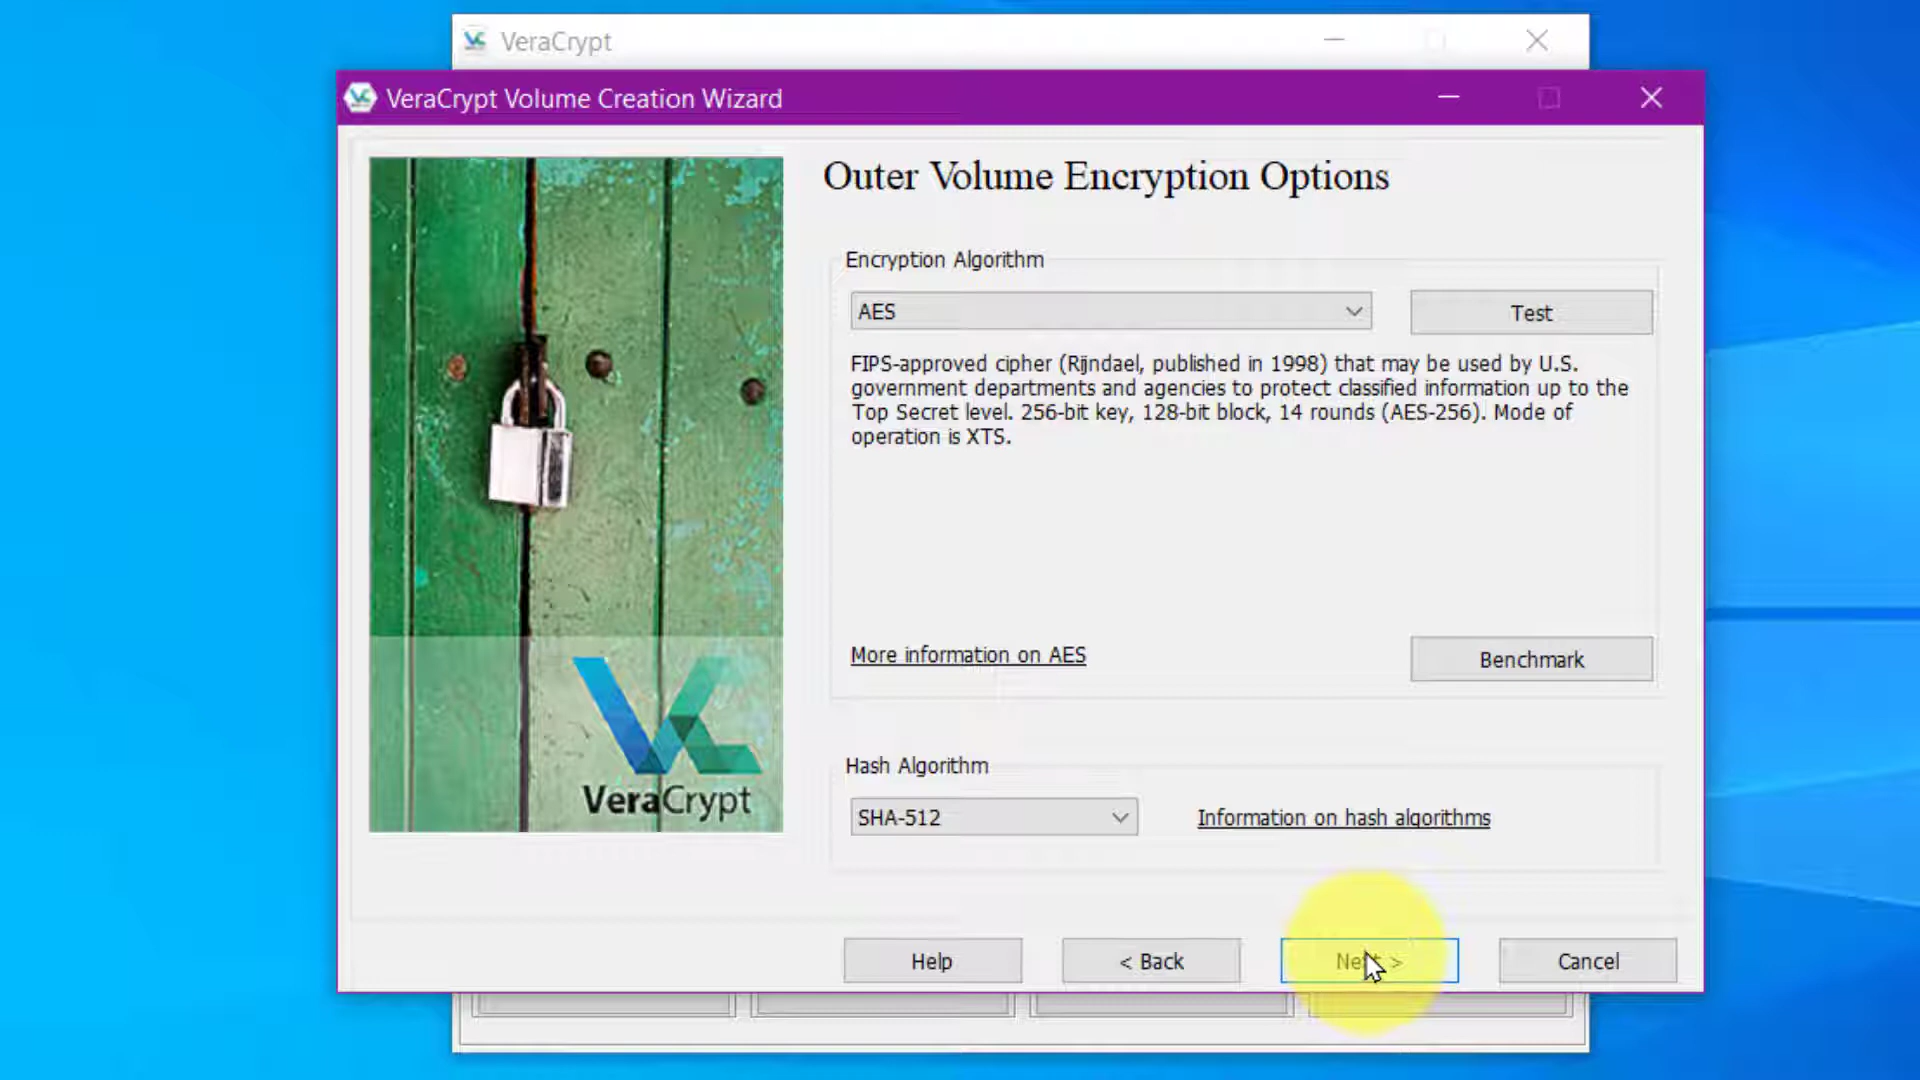 VeraCrypt
VeraCrypt Volume Creation Wizard
Outer Volume Encryption Options
Encryption Algorithm
AES
Test
FIPS-approved cipher (Rijndael, published in 1998) that may be used by U.S.
government departments and agencies to protect classified information up to the
Top Secret level. 256-bit key, 128-bit block, 14 rounds (AES-256). Mode of
operation is XTS.
More information on AES
Benchmark
VeraCrypt
Hash Algorithm
SHA-512
Information on hash algorithms
Help
< Back
Next >
Cancel